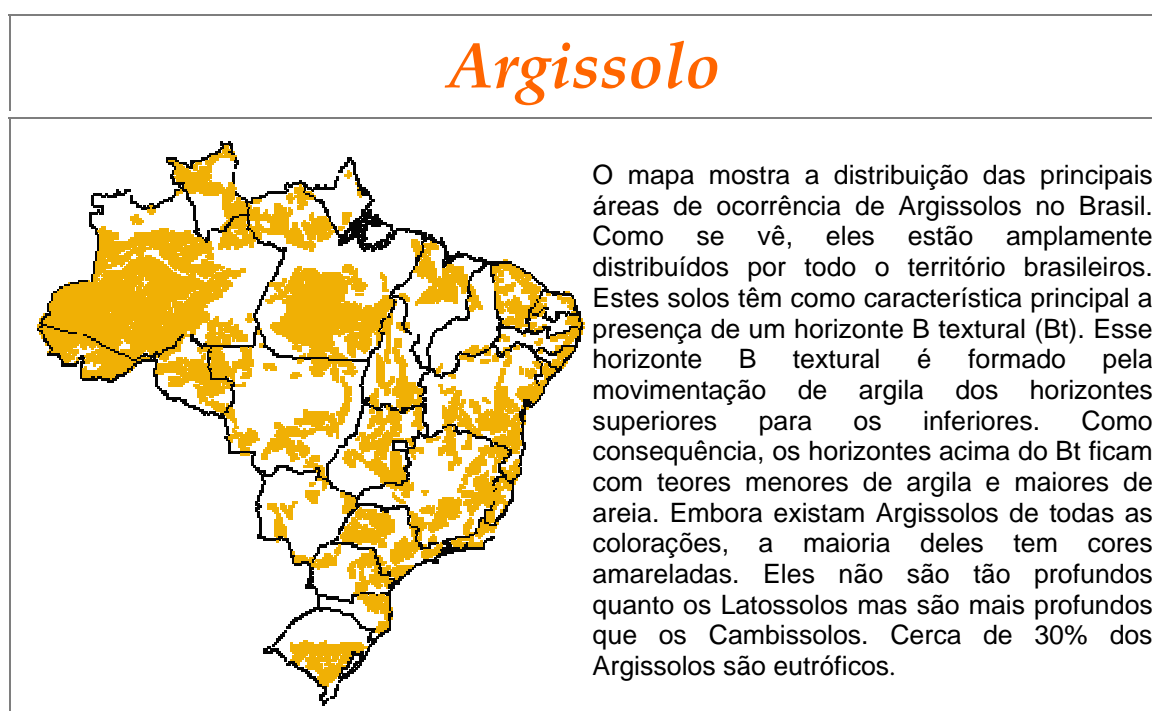 Argissolo
O mapa mostra a distribuição das principais
áreas de ocorrência de Argissolos no Brasil.
Como se vê, eles estão amplamente
distribuídos por todo o território brasileiros.
Estes solos têm como característica principal a
presença de um horizonte B textural (Bt). Esse
horizonte B textural é formado pela
movimentação de argila dos horizontes
superiores para os inferiores. Como
consequência, os horizontes acima do Bt ficam
com teores menores de argila e maiores de
areia. Embora existam Argissolos de todas as
colorações, a maioria deles tem cores
amareladas. Eles não são tão profundos
quanto os Latossolos mas são mais profundos
que os Cambissolos. Cerca de 30% dos
Argissolos são eutróficos.